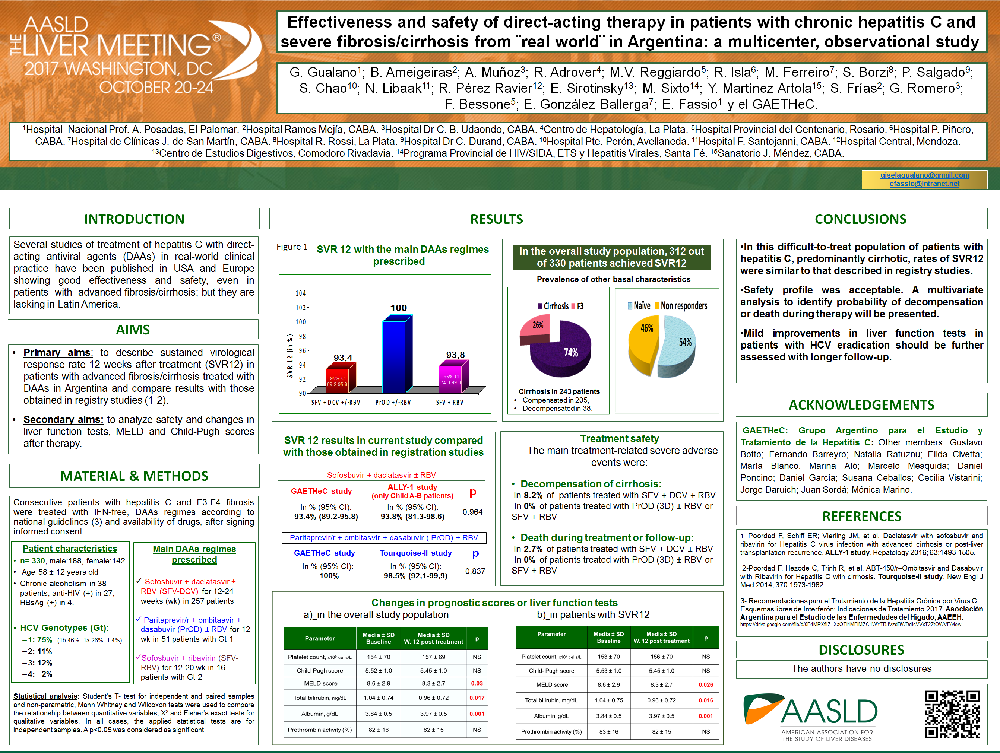 AASLD
THE
LIVER MEETING®
2017 WASHINGTON, DC
OCTOBER 20-24
Effectiveness and safety of direct-acting therapy in patients with chronic hepatitis C and
severe fibrosis/cirrhosis from ¨real world¨ in Argentina: a multicenter, observational study
G. Gualano1; B. Ameigeiras2; A. Muñoz3; R. Adrover4; M.V. Reggiardo5; R. Isla6; M. Ferreiro7; S. Borzi8; P. Salgado9;
S. Chao10; N. Libaak11; R. Pérez Ravier12; E. Sirotinsky13; M. Sixto14; Y. Martínez Artola15; S. Frías2; G. Romero3;
F. Bessone5; E. González Ballerga7; E. Fassio1 y el GAETHeC.
1Hospital Nacional Prof. A. Posadas, El Palomar. 2Hospital Ramos Mejía, CABA. 3Hospital Dr C. B. Udaondo, CABA. 4Centro de Hepatología, La Plata. 5Hospital Provincial del Centenario, Rosario. 6Hospital P. Piñero,
CABA. 7Hospital de Clínicas J. de San Martín, CABA. 8Hospital R. Rossi, La Plata. 9Hospital Dr C. Durand, CABA. 10Hospital Pte. Perón, Avellaneda. 11Hospital F. Santojanni, CABA. 12Hospital Central, Mendoza.
13Centro de Estudios Digestivos, Comodoro Rivadavia. 14Programa Provincial de HIV/SIDA, ETS y Hepatitis Virales, Santa Fé. 15Sanatorio J. Méndez, CABA.
giselagualano@gmail.com
efassio@intranet.net
INTRODUCTION
Several studies of treatment of hepatitis C with direct-
acting antiviral agents (DAAs) in real-world clinical
practice have been published in USA and Europe
showing good effectiveness and safety, even in
patients with advanced fibrosis/cirrhosis; but they are
lacking in Latin America.
AIMS
• Primary aims: to describe sustained virological
response rate 12 weeks after treatment (SVR12) in
patients with advanced fibrosis/cirrhosis treated with
DAAs in Argentina and compare results with those
obtained in registry studies (1-2).
• Secondary aims: to analyze safety and changes in
liver function tests, MELD and Child-Pugh scores
after therapy.
MATERIAL & METHODS
Consecutive patients with hepatitis C and F3-F4 fibrosis
were treated with IFN-free, DAAs regimes according to
national guidelines (3) and availability of drugs, after signing
informed consent.
Patient characteristics
• n= 330, male:188, female:142
• Age 58 ± 12 years old
• Chronic alcoholism in 38
patients, anti-HIV (+) in 27,
HBsAg (+) in 4.
• HCV Genotypes (Gt):
–1: 75% (1b:46%; 1a:26%; 1:4%)
–2: 11%
–3: 12%
–4: 2%
Main DAAs regimes
prescribed
✓ Sofosbuvir + daclatasvir ±
RBV (SFV-DCV) for 12-24
weeks (wk) in 257 patients
✓ Paritaprevir/r + ombitasvir +
dasabuvir (PrOD) ± RBV for 12
wk in 51 patients with Gt 1
✓Sofosbuvir + ribavirin (SFV-
RBV) for 12-20 wk in 16
patients with Gt 2
Statistical analysis: Student's T- test for independent and paired samples
and non-parametric, Mann Whitney and Wilcoxon tests were used to compare
the relationship between quantitative variables, X2 and Fisher's exact tests for
qualitative variables. In all cases, the applied statistical tests are for
independent samples. A p<0.05 was considered as significant.
RESULTS
Figure 1_ SVR 12 with the main DAAs regimes
prescribed
SVR 12 (in %)
104
102
100
98
96
94
92
90
93,4
100
93,8
95% CI
89.2-95.8
95% CI
74.3-99.3
SFV + DCV +/-RBV
PrOD +/-RBV
SFV + RBV
In the overall study population, 312 out
of 330 patients achieved SVR12
Prevalence of other basal characteristics
Cirrhosis F3
26%
74%
Cirrhosis in 243 patients
• Compensated in 205,
• Decompensated in 38.
Naïve Non responders
46%
54%
SVR 12 results in current study compared
with those obtained in registration studies
Sofosbuvir + daclatasvir ± RBV
GAETHeC study ALLY-1 study p
(only Child A-B patients)
In % (95% CI): In % (95% CI):
93.4% (89.2-95.8) 93.8% (81.3-98.6) 0.964
Paritaprevir/r + ombitasvir + dasabuvir ( PrOD) ± RBV
GAETHeC study Tourquoise-II study p
In % (95% CI): In % (95% CI):
100% 98.5% (92,1-99,9) 0,837
Treatment safety
The main treatment-related severe adverse
events were:
• Decompensation of cirrhosis:
In 8.2% of patients treated with SFV + DCV ± RBV
In 0% of patients treated with PrOD (3D) ± RBV or
SFV + RBV
• Death during treatment or follow-up:
In 2.7% of patients treated with SFV + DCV ± RBV
In 0% of patients treated with PrOD (3D) ± RBV or
SFV + RBV
Changes in prognostic scores or liver function tests
a)_in the overall study population
Parameter Media ± SD Baseline Media ± SD W. 12 post treatment p
Platelet count, x10⁹ cells/L 154 ± 70 157 ± 69 NS
Child-Pugh score 5.52 ± 1.0 5.45 ± 1.0 NS
MELD score 8.6 ± 2.9 8.3 ± 2.7 0.03
Total bilirubin, mg/dL 1.04 ± 0.74 0.96 ± 0.72 0.017
Albumin, g/dL 3.84 ± 0.5 3.97 ± 0.5 0.001
Prothrombin activity (%) 82 ± 16 82 ± 15 NS
b)_in patients with SVR12
Parameter Media ± SD Baseline Media ± SD W. 12 post treatment p
Platelet count, x10⁹ cells/L 153 ± 70 156 ± 70 NS
Child- Pugh score 5.53 ± 1.0 5.45 ± 1.0 NS
MELD score 8.6 ± 2.9 8.3 ± 2.7 0.026
Total bilirubin, mg/dL 1.04 ± 0.75 0.96 ± 0.72 0.016
Albumin, g/dL 3.84 ± 0.5 3.97 ± 0.5 0.001
Prothrombin activity (%) 83 ± 16 82 ± 15 NS
CONCLUSIONS
•In this difficult-to-treat population of patients with
hepatitis C, predominantly cirrhotic, rates of SVR12
were similar to that described in registry studies.
•Safety profile was acceptable. A multivariate
analysis to identify probability of decompensation
or death during therapy will be presented.
•Mild improvements in liver function tests in
patients with HCV eradication should be further
assessed with longer follow-up.
ACKNOWLEDGEMENTS
GAETHeC: Grupo Argentino para el Estudio y
Tratamiento de la Hepatitis C: Other members: Gustavo
Botto; Fernando Barreyro; Natalia Ratuznu; Elida Civetta;
María Blanco, Marina Aló; Marcelo Mesquida; Daniel
Poncino; Daniel García; Susana Ceballos; Cecilia Vistarini;
Jorge Daruich; Juan Sordá; Mónica Marino.
REFERENCES
1- Poordad F, Schiff ER; Vierling JM, et al. Daclatasvir with sofosbuvir and
ribavirin for Hepatitis C virus infection with advanced cirrhosis or post-liver
transplantation recurrence. ALLY-1 study. Hepatology 2016; 63:1493-1505.
2-Poordad F, Hezode C, Trinh R, et al. ABT-450/r–Ombitasvir and Dasabuvir
with Ribavirin for Hepatitis C with cirrhosis. Tourquoise-II study. New Engl J
Med 2014; 370:1973-1982.
3- Recomendaciones para el Tratamiento de la Hepatitis Crónica por Virus C:
Esquemas libres de Interferón: Indicaciones de Tratamiento 2017. Asociación
Argentina para el Estudio de las Enfermedades del Hígado, AAEEH.
DISCLOSURES
The authors have no disclosures
AASLD
AMERICAN ASSOCIATION FOR
THE STUDY OF LIVER DISEASES